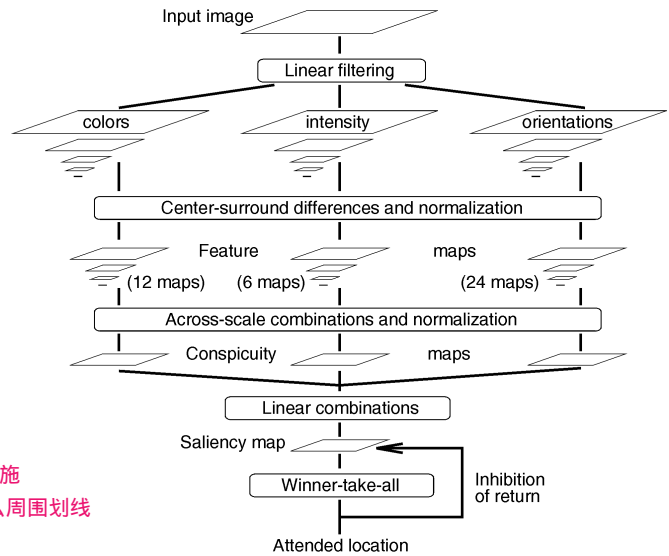 Input image
Linear filtering
colors intensity orientations
Center-surround differences and normalization
Feature maps
(12 maps) (6 maps) (24 maps)
Across-scale combinations and normalization
Conspicuity maps
Linear combinations
Saliency map
施
Winner-take-all
Inhibition
of return
周围划线
Attended location